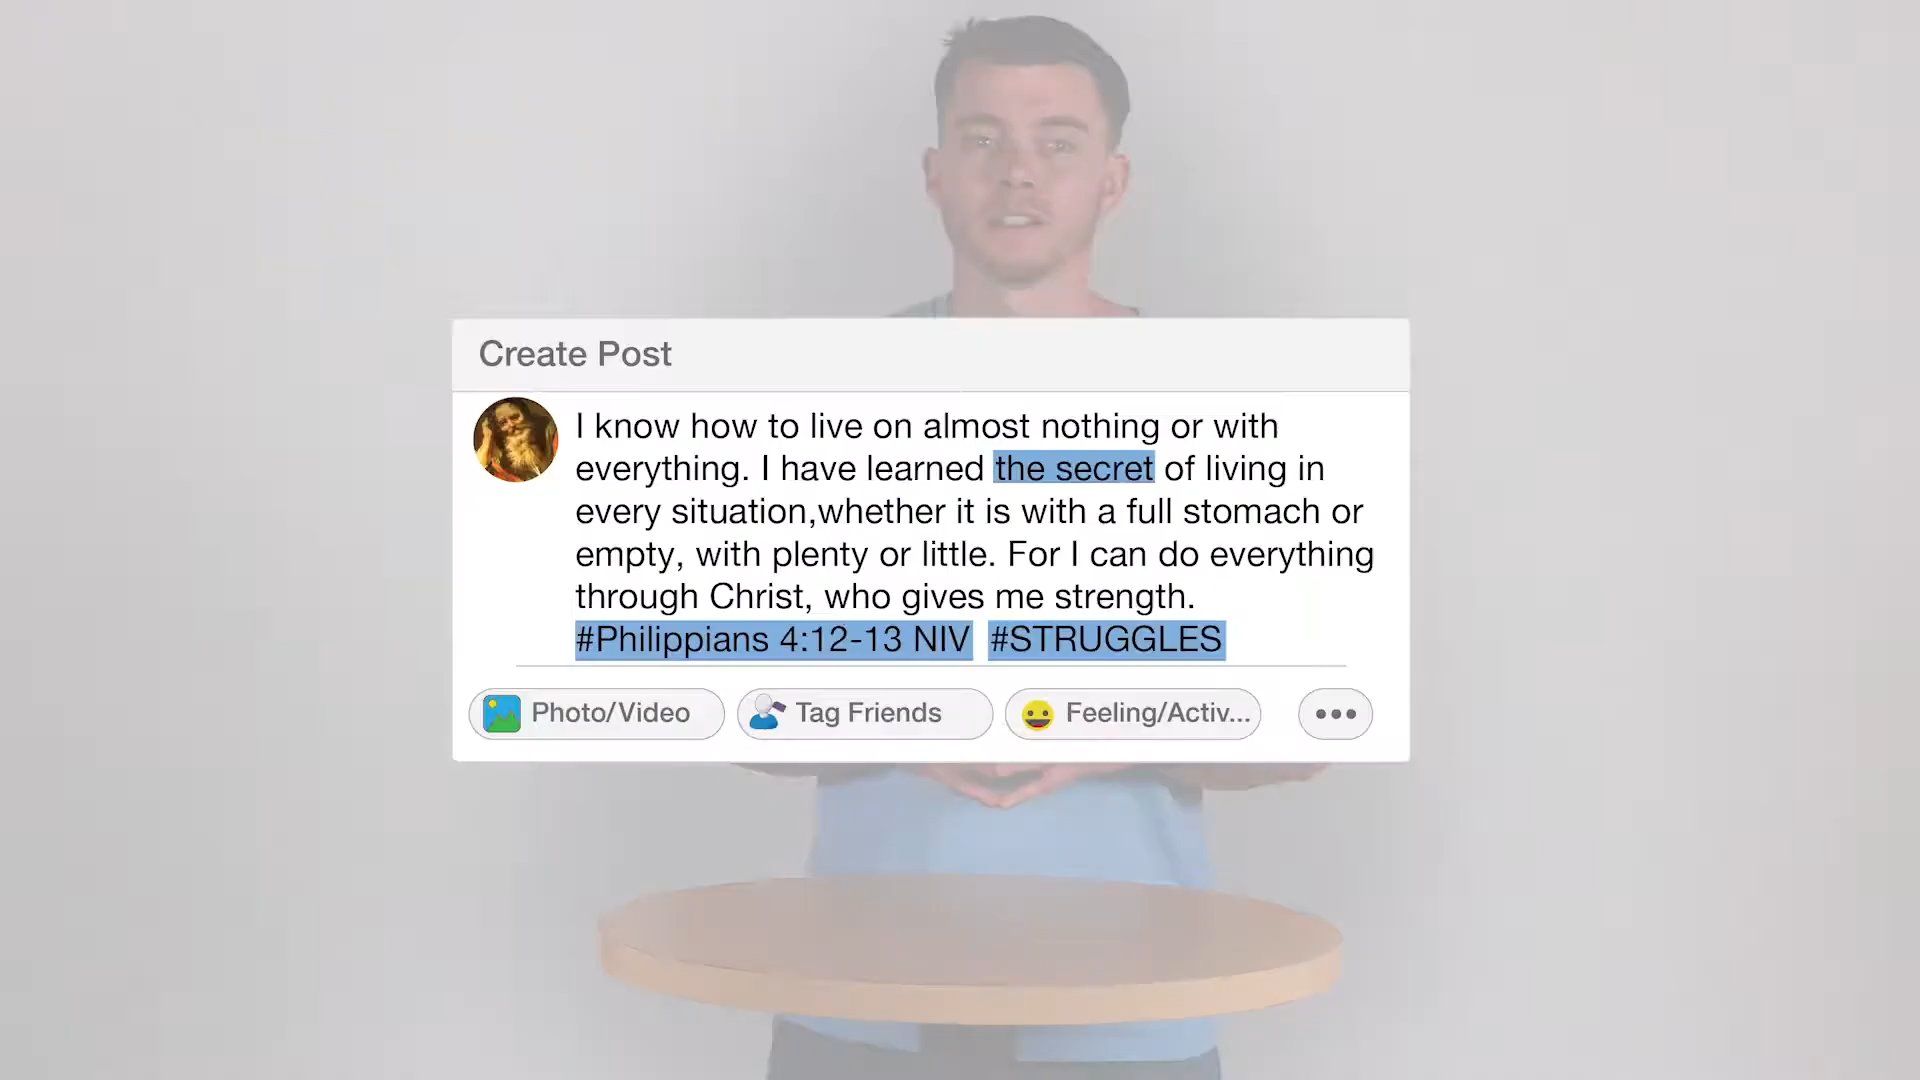 Create Post
I know how to live on almost nothing or with
everything. I have learned the secret of living in
every situation,whether it is with a full stomach or
empty, with plenty or little. For I can do everything
through Christ, who gives me strength.
#Philippians 4:12-13 NIV #STRUGGLES
Photo/Video
Tag Friends
Feeling/Activ...